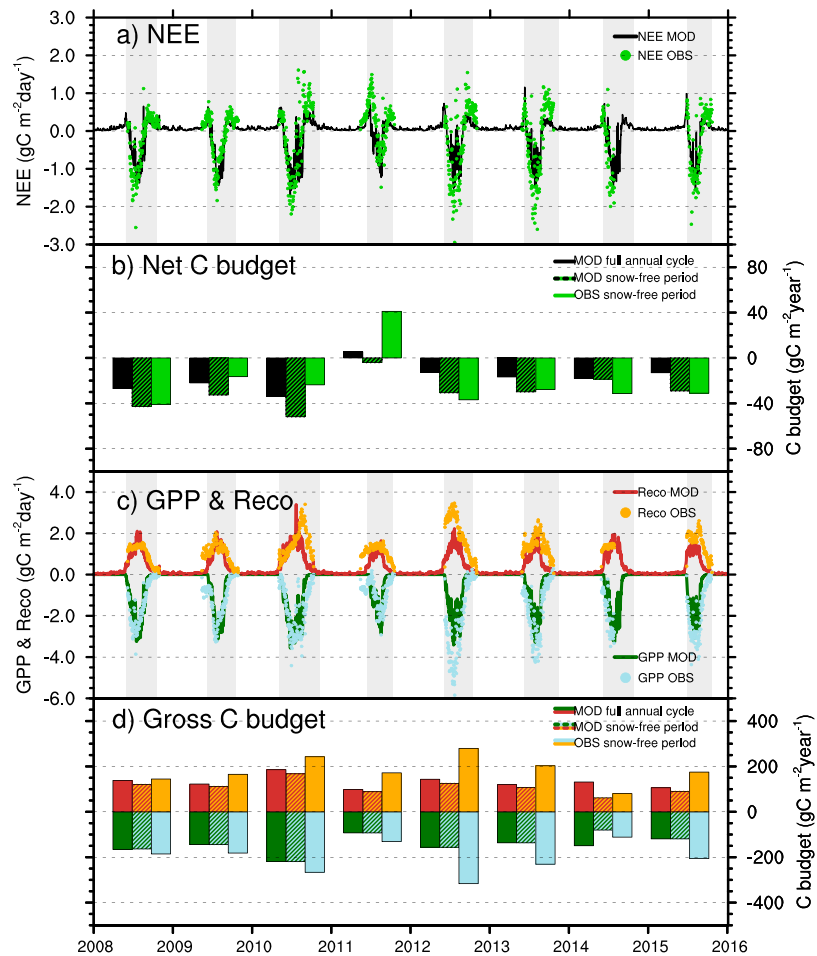 a) NEE
NEE MOD
NEE OBS
3.0
2.0
1.0
0.0
-1.0
-2.0
-3.0
NEE (gC m-2day-1)
b) Net C budget
MOD full annual cycle
MOD snow-free period
OBS snow-free period
80
40
0
-40
-80
C budget (gC m-2year-1)
c) GPP & Reco
Reco MOD
Reco OBS
GPP MOD
GPP OBS
4.0
2.0
0.0
-2.0
-4.0
-6.0
GPP & Reco (gC m-2day-1)
d) Gross C budget
MOD full annual cycle
MOD snow-free period
OBS snow-free period
400
200
0
-200
-400
C budget (gC m-2year-1)
2008 2009 2010 2011 2012 2013 2014 2015 2016